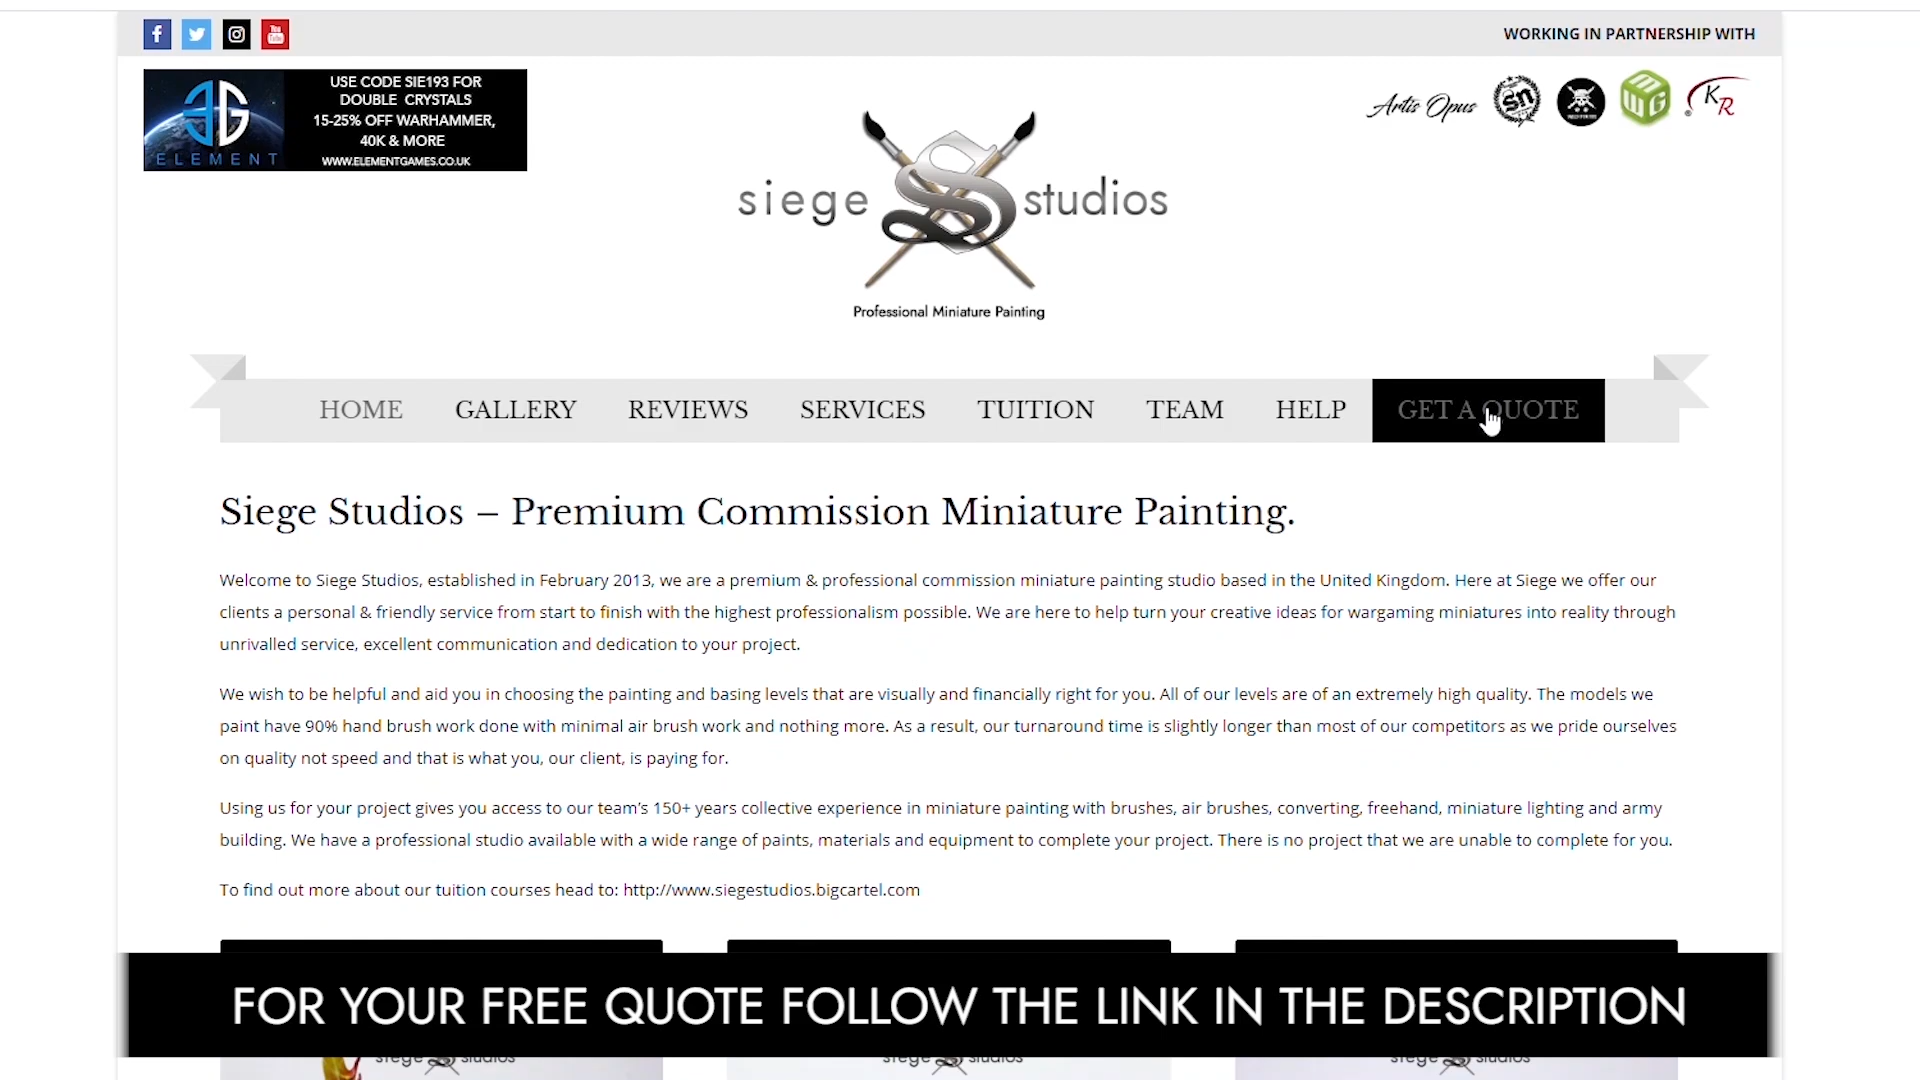 WORKING IN PARTNERSHIP WITH
USE CODE SIE193 FOR
DOUBLE CRYSTALS
15-25% OFF WARHAMMER,
40K & MORE
WWW.ELEMENTGAMES.CO.UK
ELEMENT
Artis Opus
sn
MWG
KR
siege studios
Professional Miniature Painting
HOME GALLERY REVIEWS SERVICES TUITION TEAM HELP GET A QUOTE
Siege Studios – Premium Commission Miniature Painting.
Welcome to Siege Studios, established in February 2013, we are a premium & professional commission miniature painting studio based in the United Kingdom. Here at Siege we offer our
clients a personal & friendly service from start to finish with the highest professionalism possible. We are here to help turn your creative ideas for wargaming miniatures into reality through
unrivalled service, excellent communication and dedication to your project.
We wish to be helpful and aid you in choosing the painting and basing levels that are visually and financially right for you. All of our levels are of an extremely high quality. The models we
paint have 90% hand brush work done with minimal air brush work and nothing more. As a result, our turnaround time is slightly longer than most of our competitors as we pride ourselves
on quality not speed and that is what you, our client, is paying for.
Using us for your project gives you access to our team's 150+ years collective experience in miniature painting with brushes, air brushes, converting, freehand, miniature lighting and army
building. We have a professional studio available with a wide range of paints, materials and equipment to complete your project. There is no project that we are unable to complete for you.
To find out more about our tuition courses head to: http://www.siegestudios.bigcartel.com
FOR YOUR FREE QUOTE FOLLOW THE LINK IN THE DESCRIPTION
siege studios siege studios siege studios